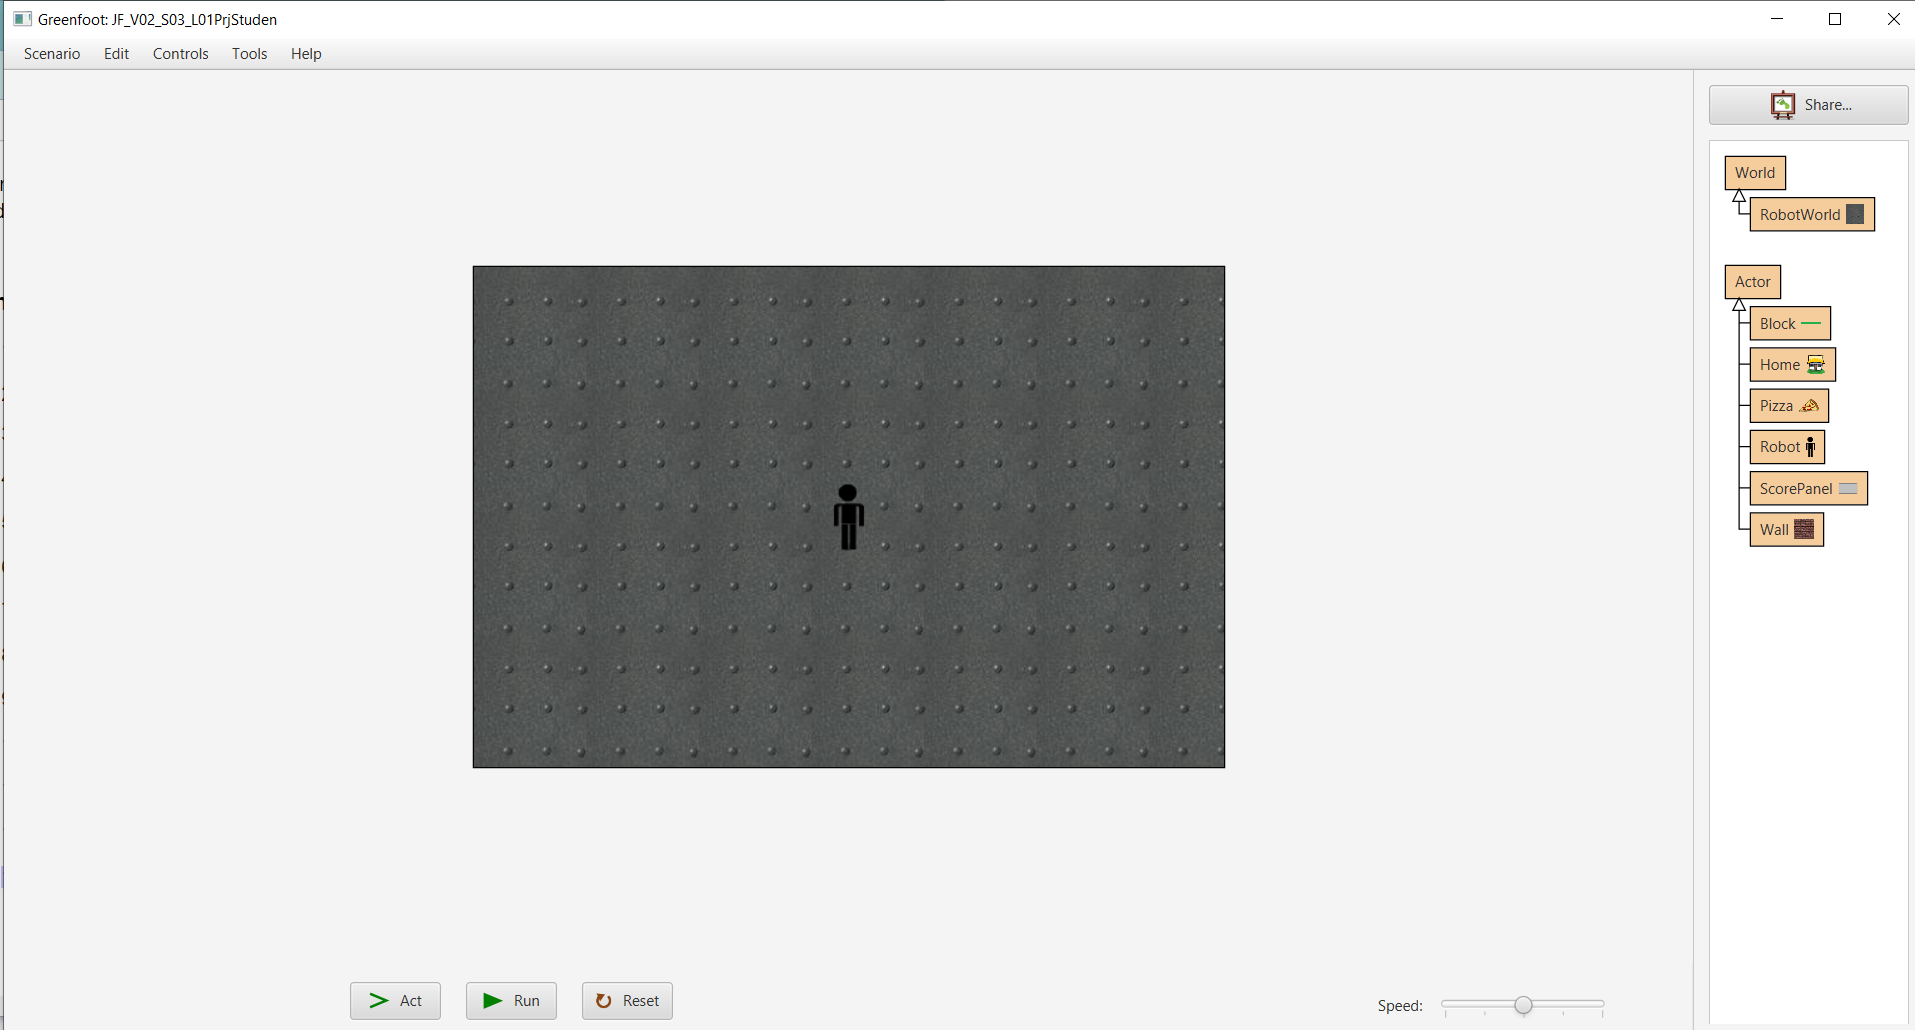 Greenfoot: JF_V02_S03_L01PrjStuden
Scenario Edit Controls Tools Help
Share...
World
RobotWorld
Actor
Block
Home
Pizza
Robot
ScorePanel
Wall
Act Run Reset Speed: